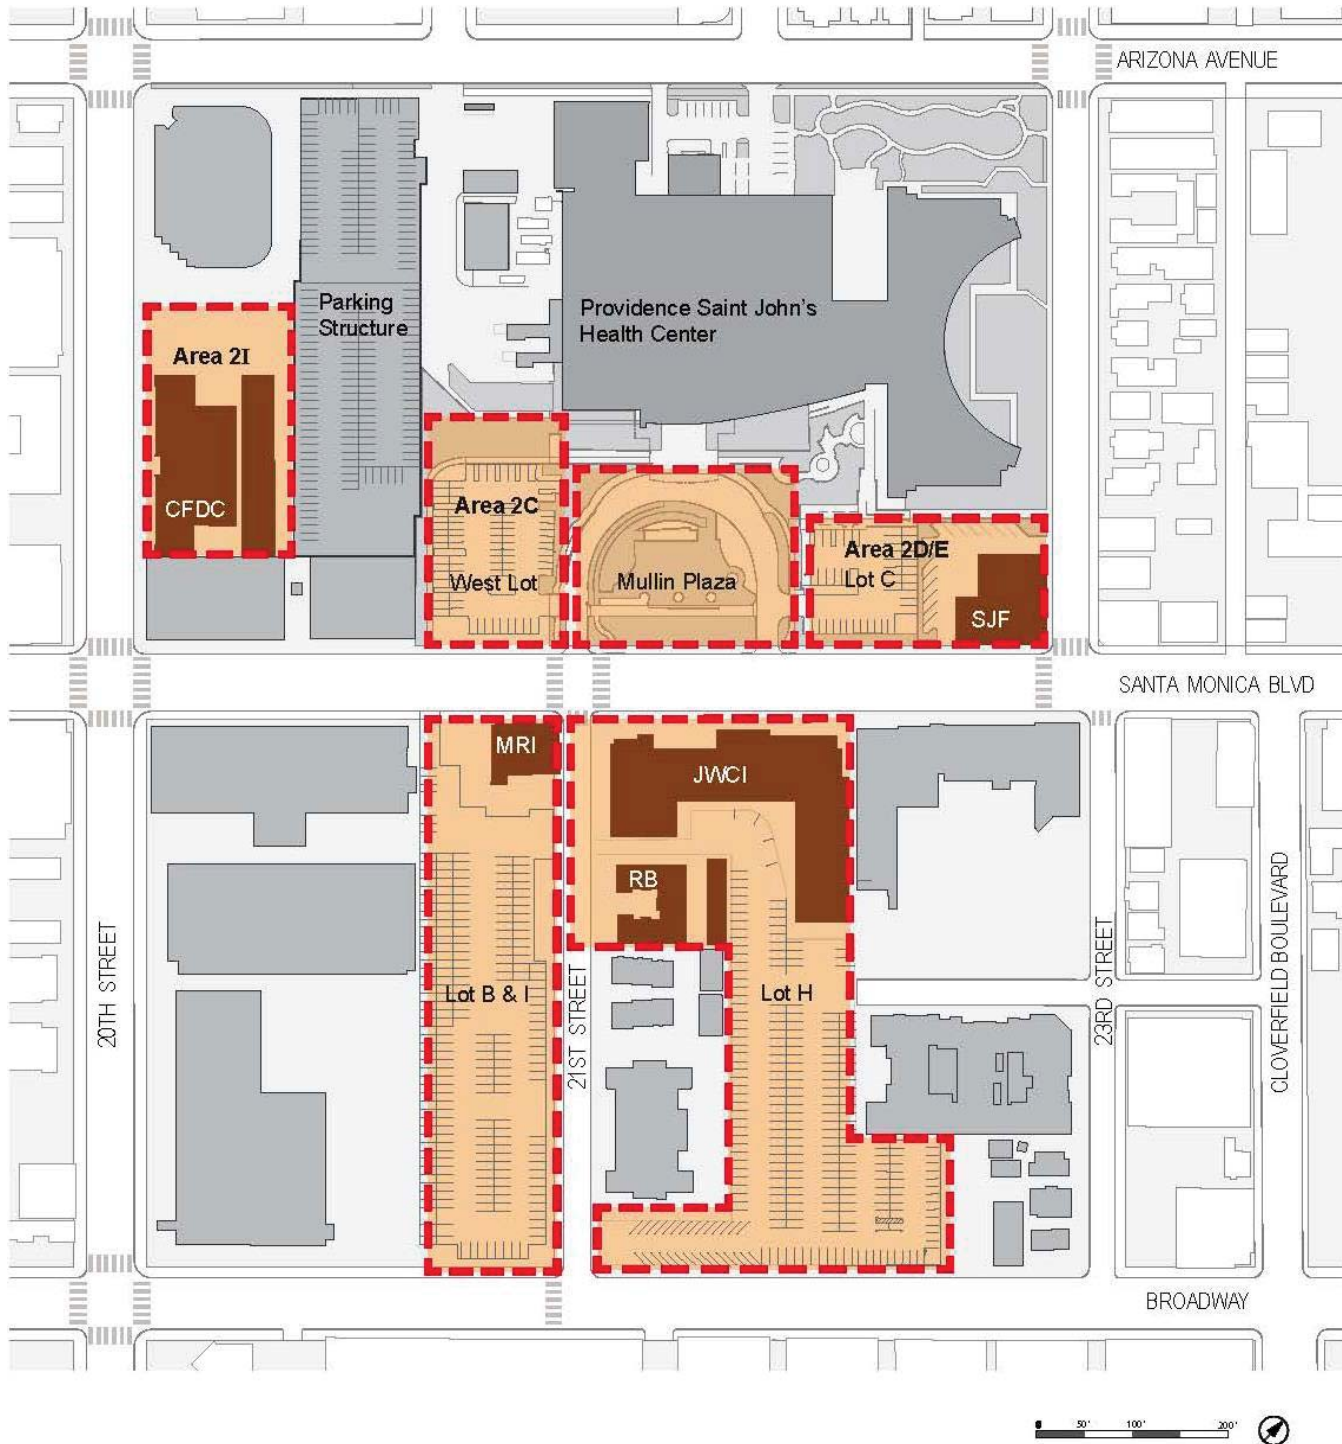 ARIZONA AVENUE
Parking
Structure
Providence Saint John's
Health Center
Area 2I
CFDC
Area 2C
West Lot
Mullin Plaza
Area 2D/E
Lot C
SJF
SANTA MONICA BLVD
MRI
JWCI
RB
Lot B & I
Lot H
20TH STREET
21ST STREET
23RD STREET
CLOVERFIELD BOULEVARD
BROADWAY
0 50' 100' 200'